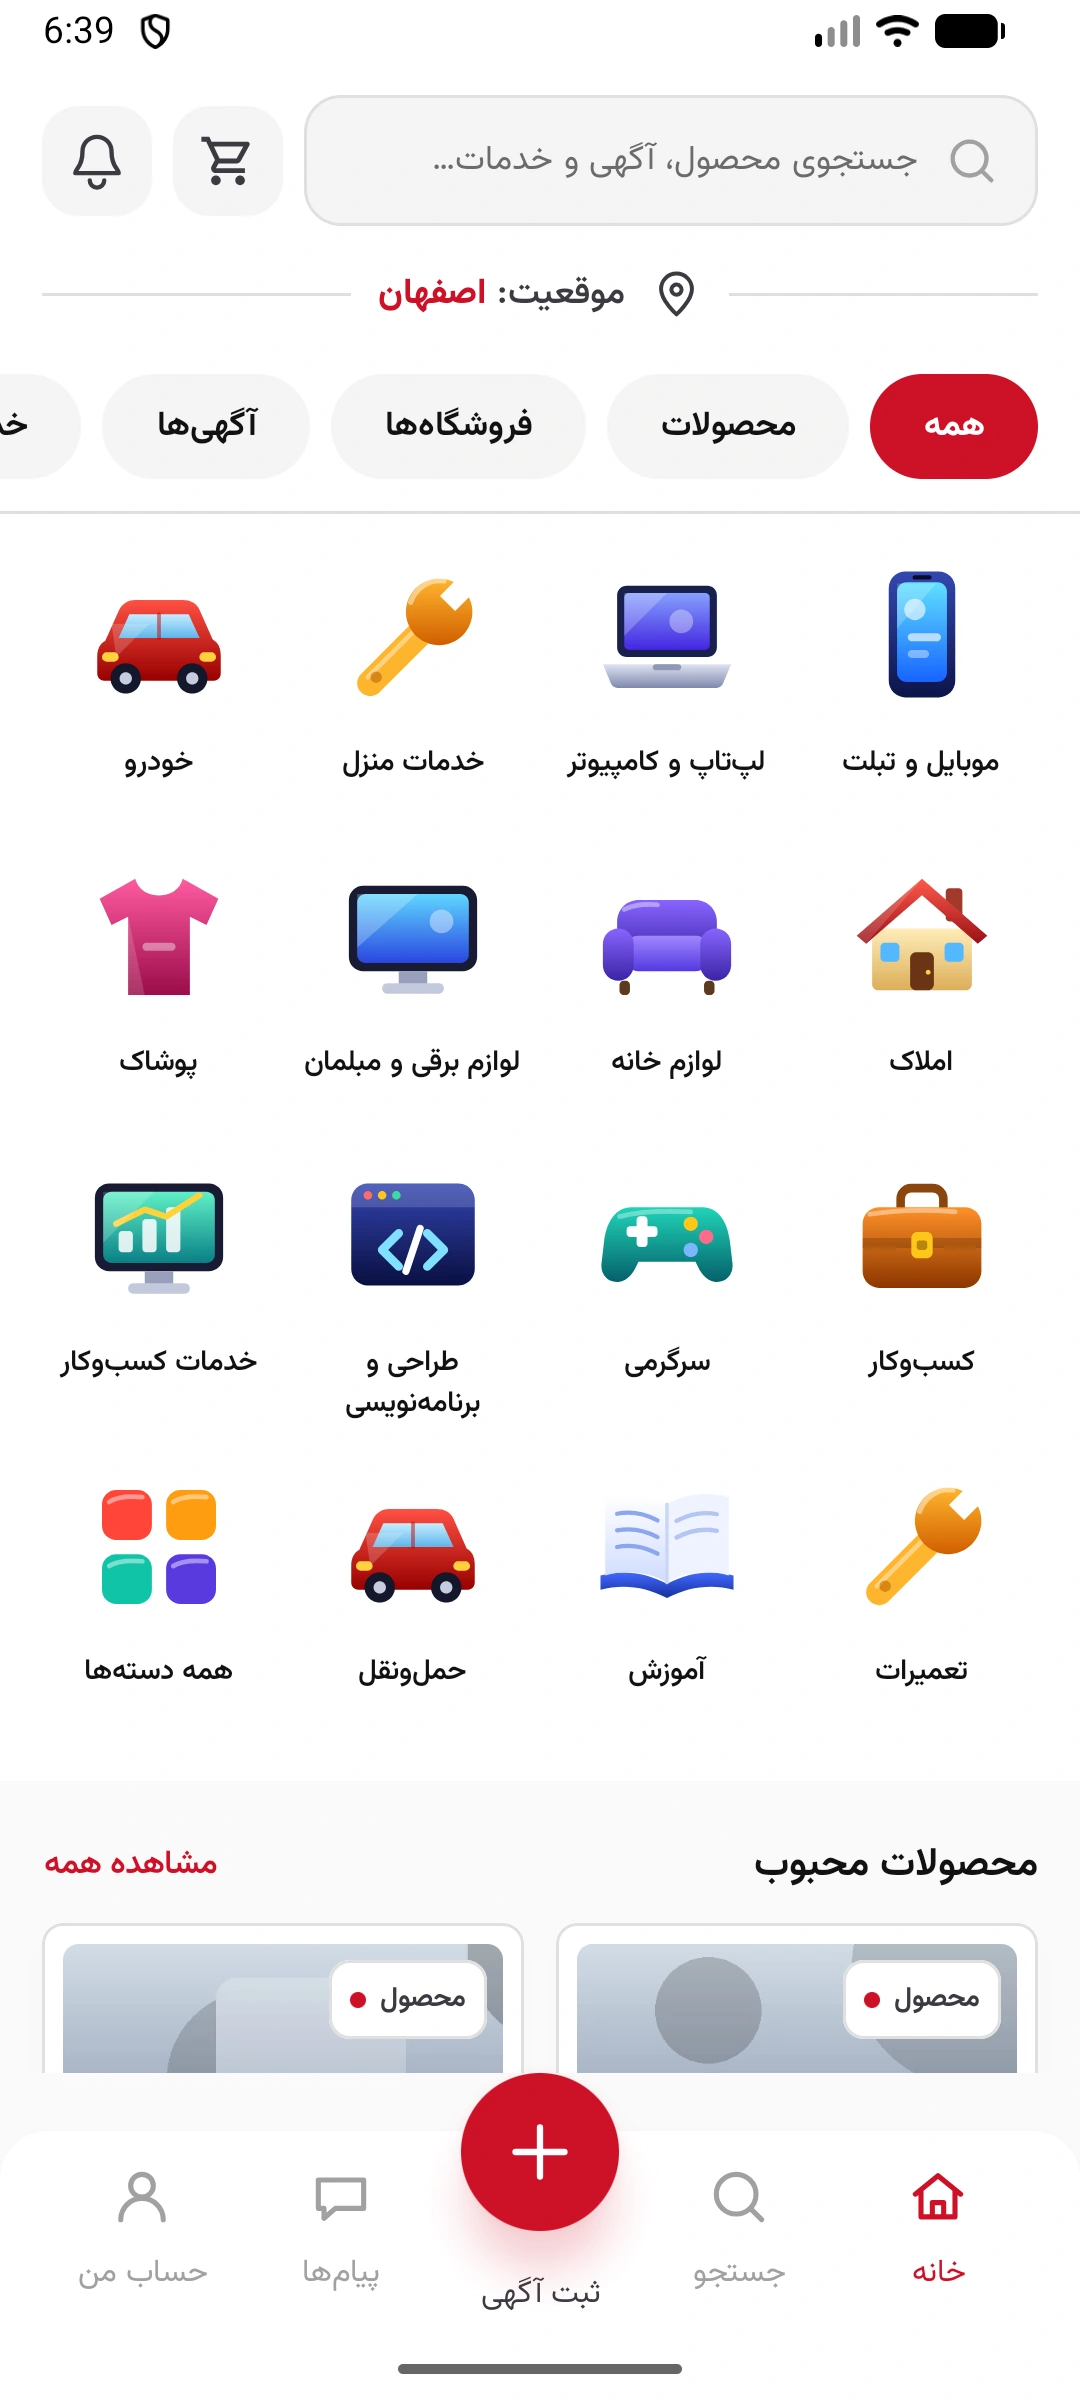 6:39
جستجوی محصول، آگهی و خدمات...
موقعیت: اصفهان
همه
محصولات
فروشگاه‌ها
آگهی‌ها
موبایل و تبلت
لپ‌تاپ و کامپیوتر
خدمات منزل
خودرو
املاک
لوازم خانه
لوازم برقی و مبلمان
پوشاک
کسب‌وکار
سرگرمی
طراحی و
برنامه‌نویسی
خدمات کسب‌وکار
تعمیرات
آموزش
حمل‌ونقل
همه دسته‌ها
محصولات محبوب
مشاهده همه
محصول
محصول
خانه
جستجو
ثبت آگهی
پیام‌ها
حساب من